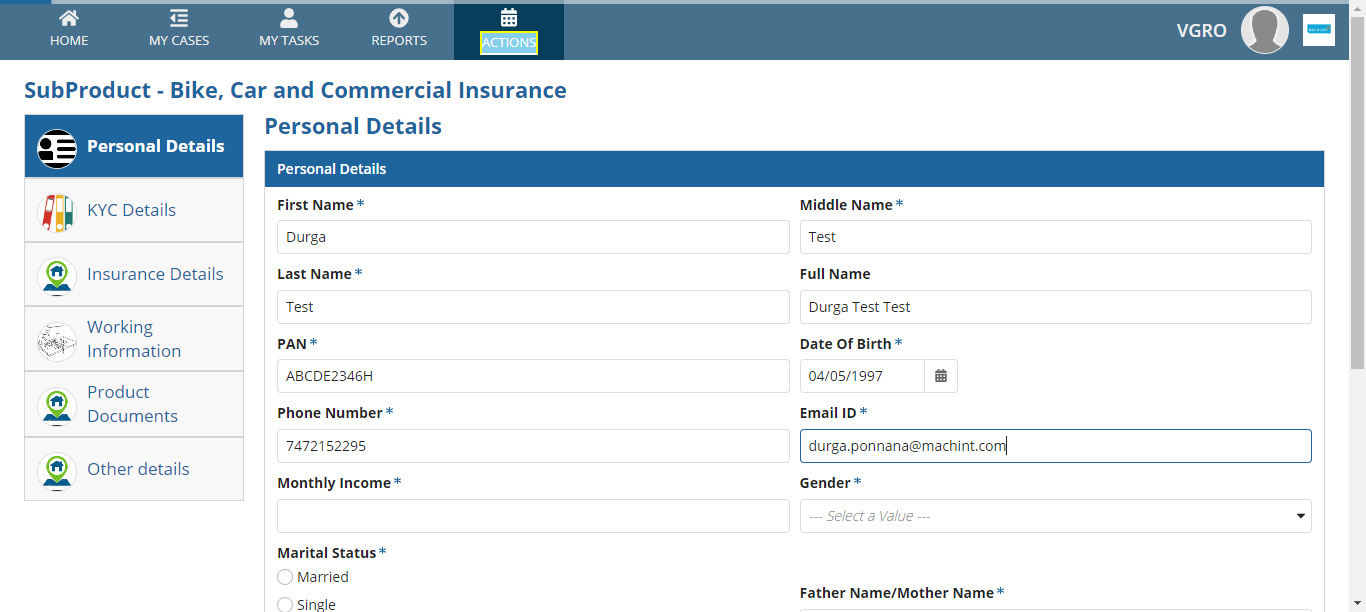 HOME
MY CASES
MY TASKS
REPORTS
ACTIONS
VGRO
SubProduct - Bike, Car and Commercial Insurance
Personal Details
KYC Details
Insurance Details
Working
Information
Product
Documents
Other details
Personal Details
Personal Details
First Name *
Middle Name *
Durga
Test
Last Name *
Full Name
Test
Durga Test Test
PAN *
Date Of Birth *
ABCDE2346H
04/05/1997
Phone Number *
Email ID *
7472152295
durga.ponnana@machint.com
Monthly Income *
Gender *
--- Select a Value ---
Marital Status *
Married
Father Name/Mother Name *
Single